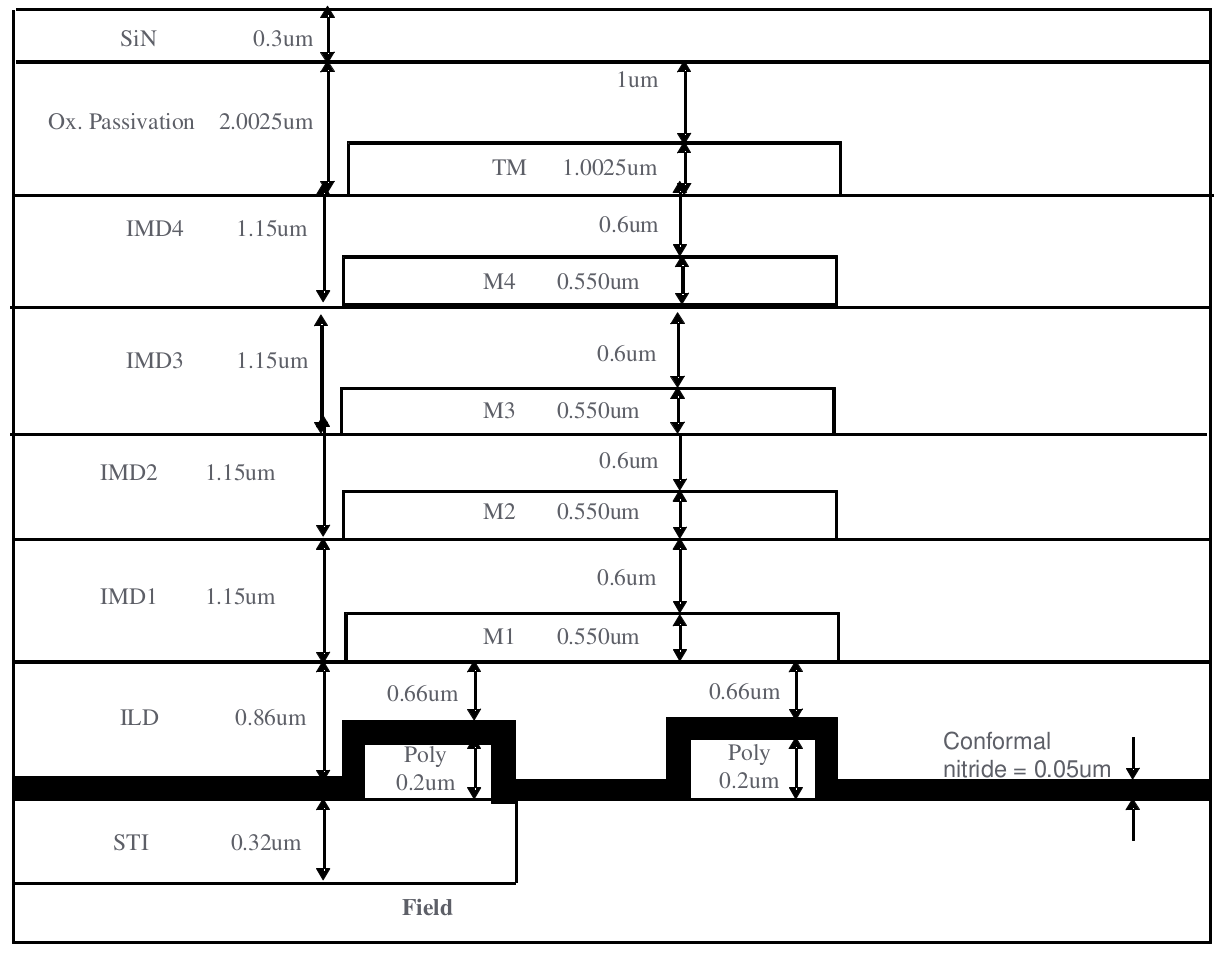 SiN 0.3um
1um
Ox. Passivation 2.0025um
TM 1.0025um
IMD4 1.15um 0.6um
M4 0.550um
IMD3 1.15um 0.6um
M3 0.550um
IMD2 1.15um 0.6um
M2 0.550um
IMD1 1.15um 0.6um
M1 0.550um
0.66um 0.66um
ILD 0.86um
Poly
0.2um
Poly
0.2um
Conformal
nitride = 0.05um
STI 0.32um
Field